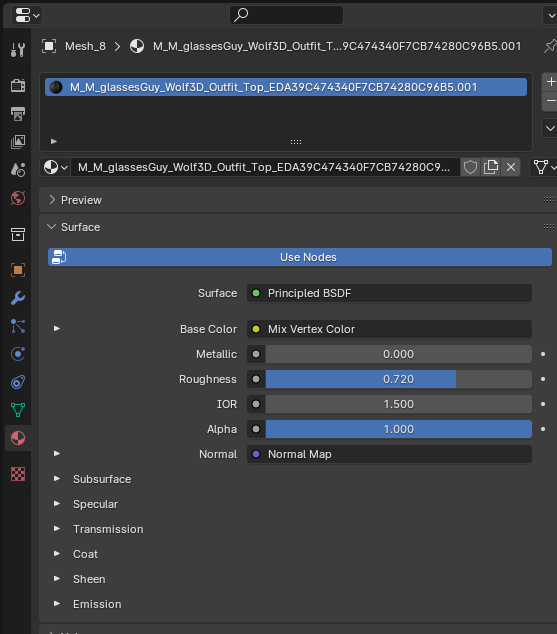 Mesh_8 M_M_glassesGuy_Wolf3D_Outfit_T...9C474340F7CB74280C96B5.001
M_M_glassesGuy_Wolf3D_Outfit_Top_EDA39C474340F7CB74280C96B5.001
M_M_glassesGuy_Wolf3D_Outfit_Top_EDA39C474340F7CB74280C9...
Preview
Surface
Use Nodes
Surface Principled BSDF
Base Color Mix Vertex Color
Metallic 0.000
Roughness 0.720
IOR 1.500
Alpha 1.000
Normal Normal Map
Subsurface
Specular
Transmission
Coat
Sheen
Emission